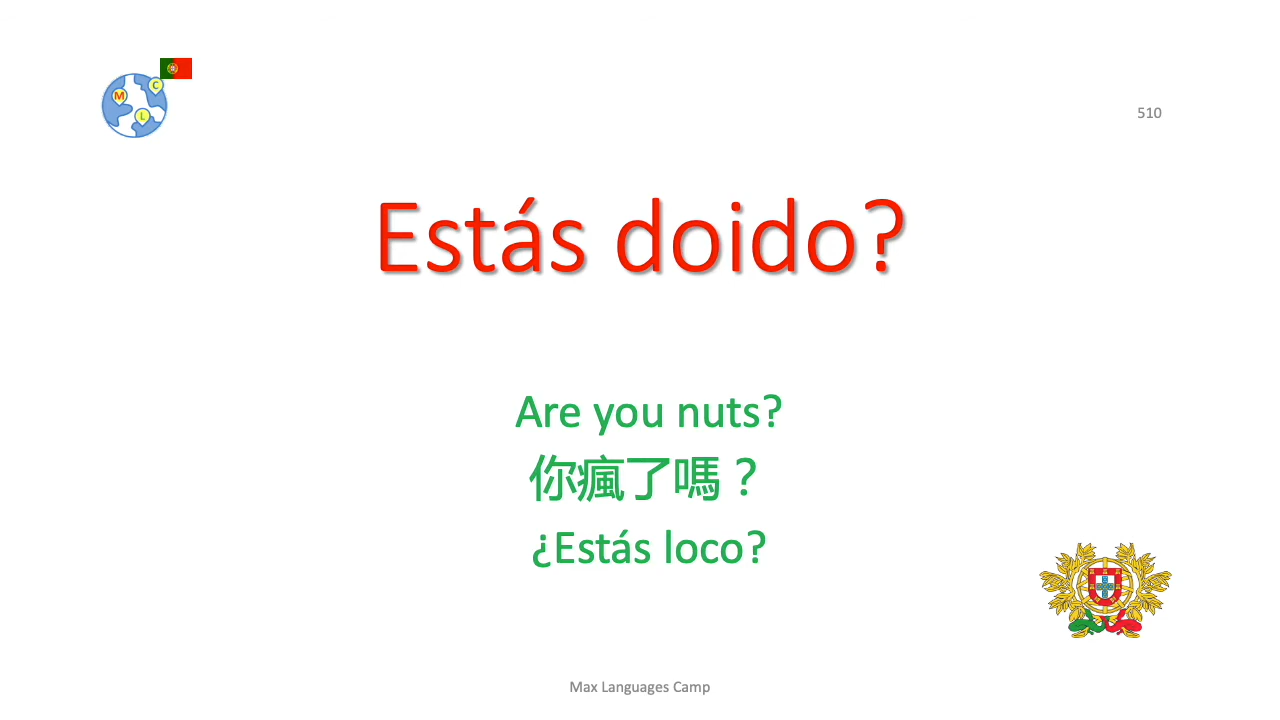 M
C
L
510
Estás doido?
Are you nuts?
你瘋了嗎？
¿Estás loco?
Max Languages Camp